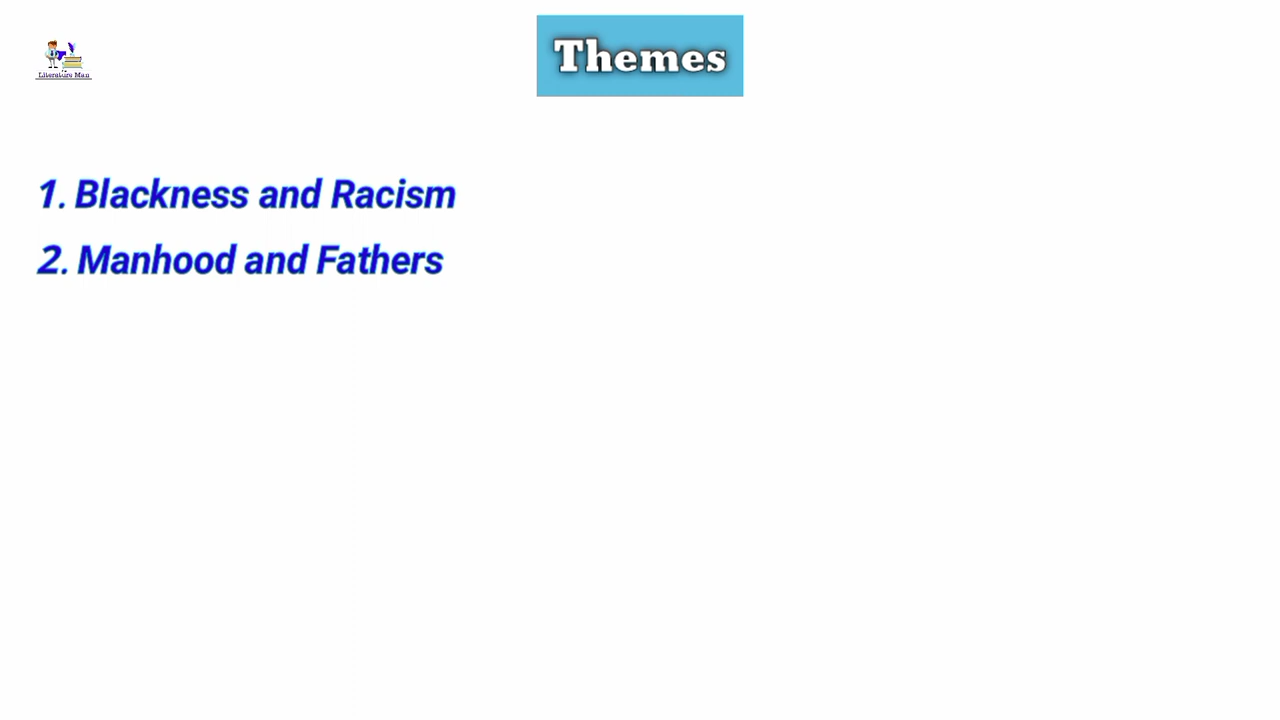 Themes
Literature Man
1. Blackness and Racism
2. Manhood and Fathers